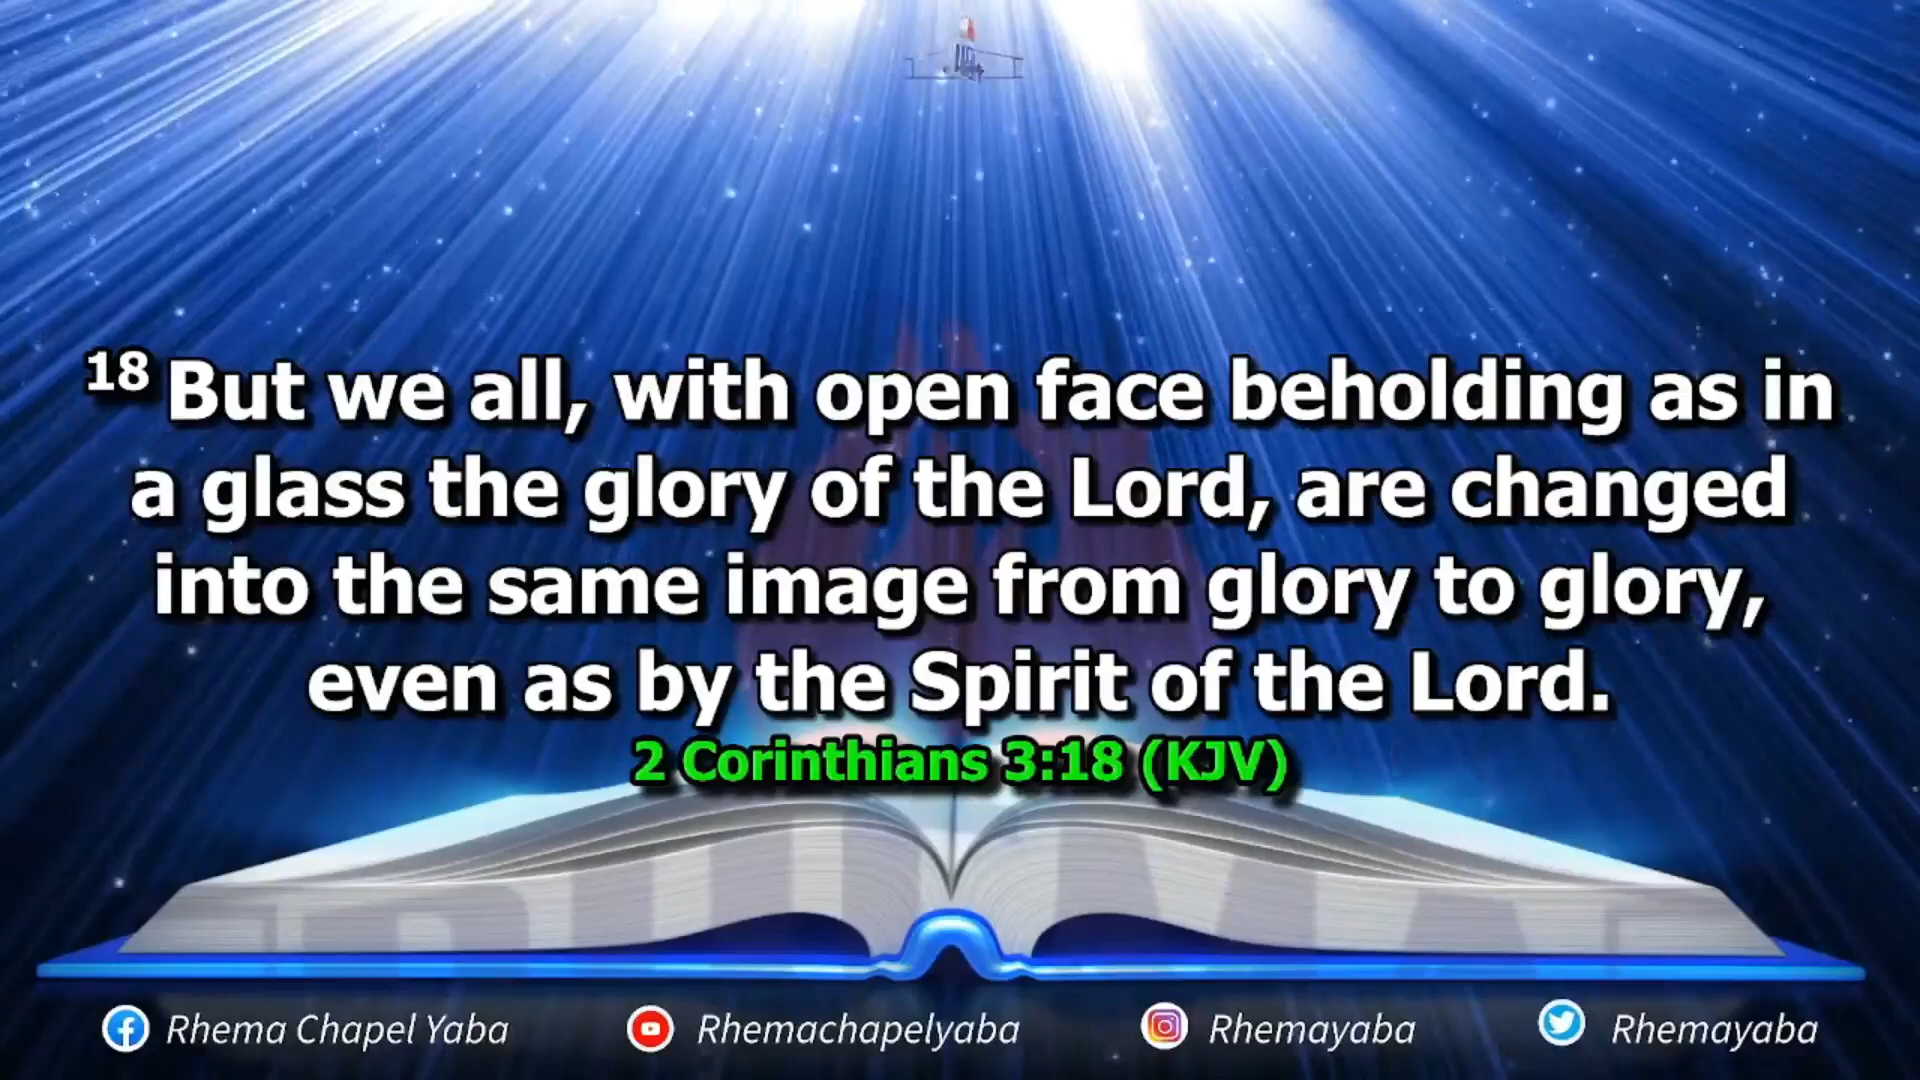 18 But we all, with open face beholding as in
a glass the glory of the Lord, are changed
into the same image from glory to glory,
even as by the Spirit of the Lord.
2 Corinthians 3:18 (KJV)
Rhema Chapel Yaba Rhemachapelyaba Rhemayaba Rhemayaba